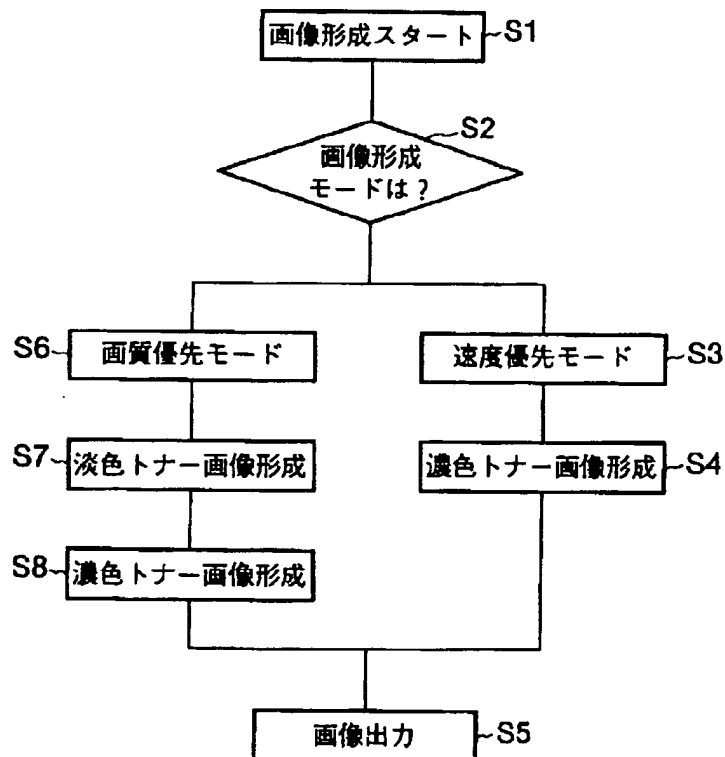 画像形成スタート
S1
S2
画像形成
モードは？
S6
画質優先モード
速度優先モード
S3
S7
淡色トナー画像形成
濃色トナー画像形成
S4
S8
濃色トナー画像形成
画像出力
S5